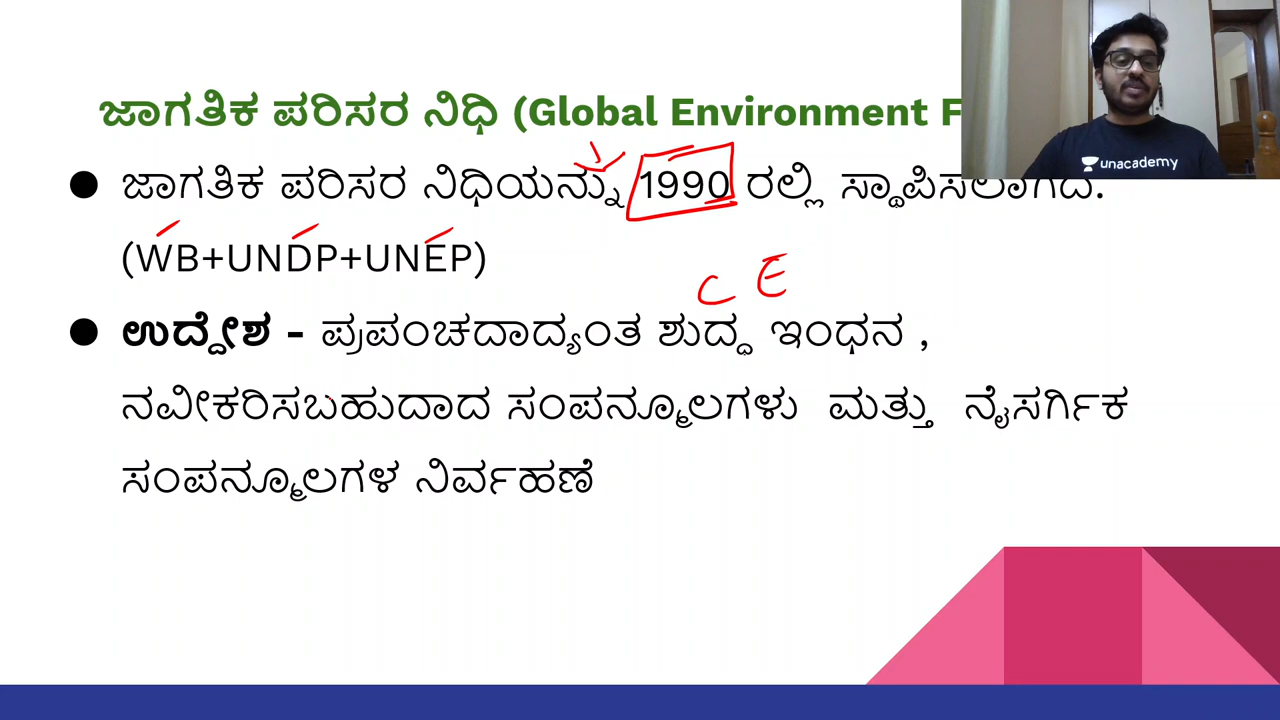 ಜಾಗತಿಕ ಪರಿಸರ ನಿಧಿ (Global Environment F
unacademy
ಜಾಗತಿಕ ಪರಿಸರ ನಿಧಿಯನ್ನು 1990 ರಲ್ಲಿ ಸ್ಥಾಪಿಸಲಾಗಿದೆ.
(WB+UNDP+UNEP)
C E
ಉದ್ದೇಶ - ಪ್ರಪಂಚದಾದ್ಯಂತ ಶುದ್ಧ ಇಂಧನ ,
ನವೀಕರಿಸಬಹುದಾದ ಸಂಪನ್ಮೂಲಗಳು ಮತ್ತು ನೈಸರ್ಗಿಕ
ಸಂಪನ್ಮೂಲಗಳ ನಿರ್ವಹಣೆ